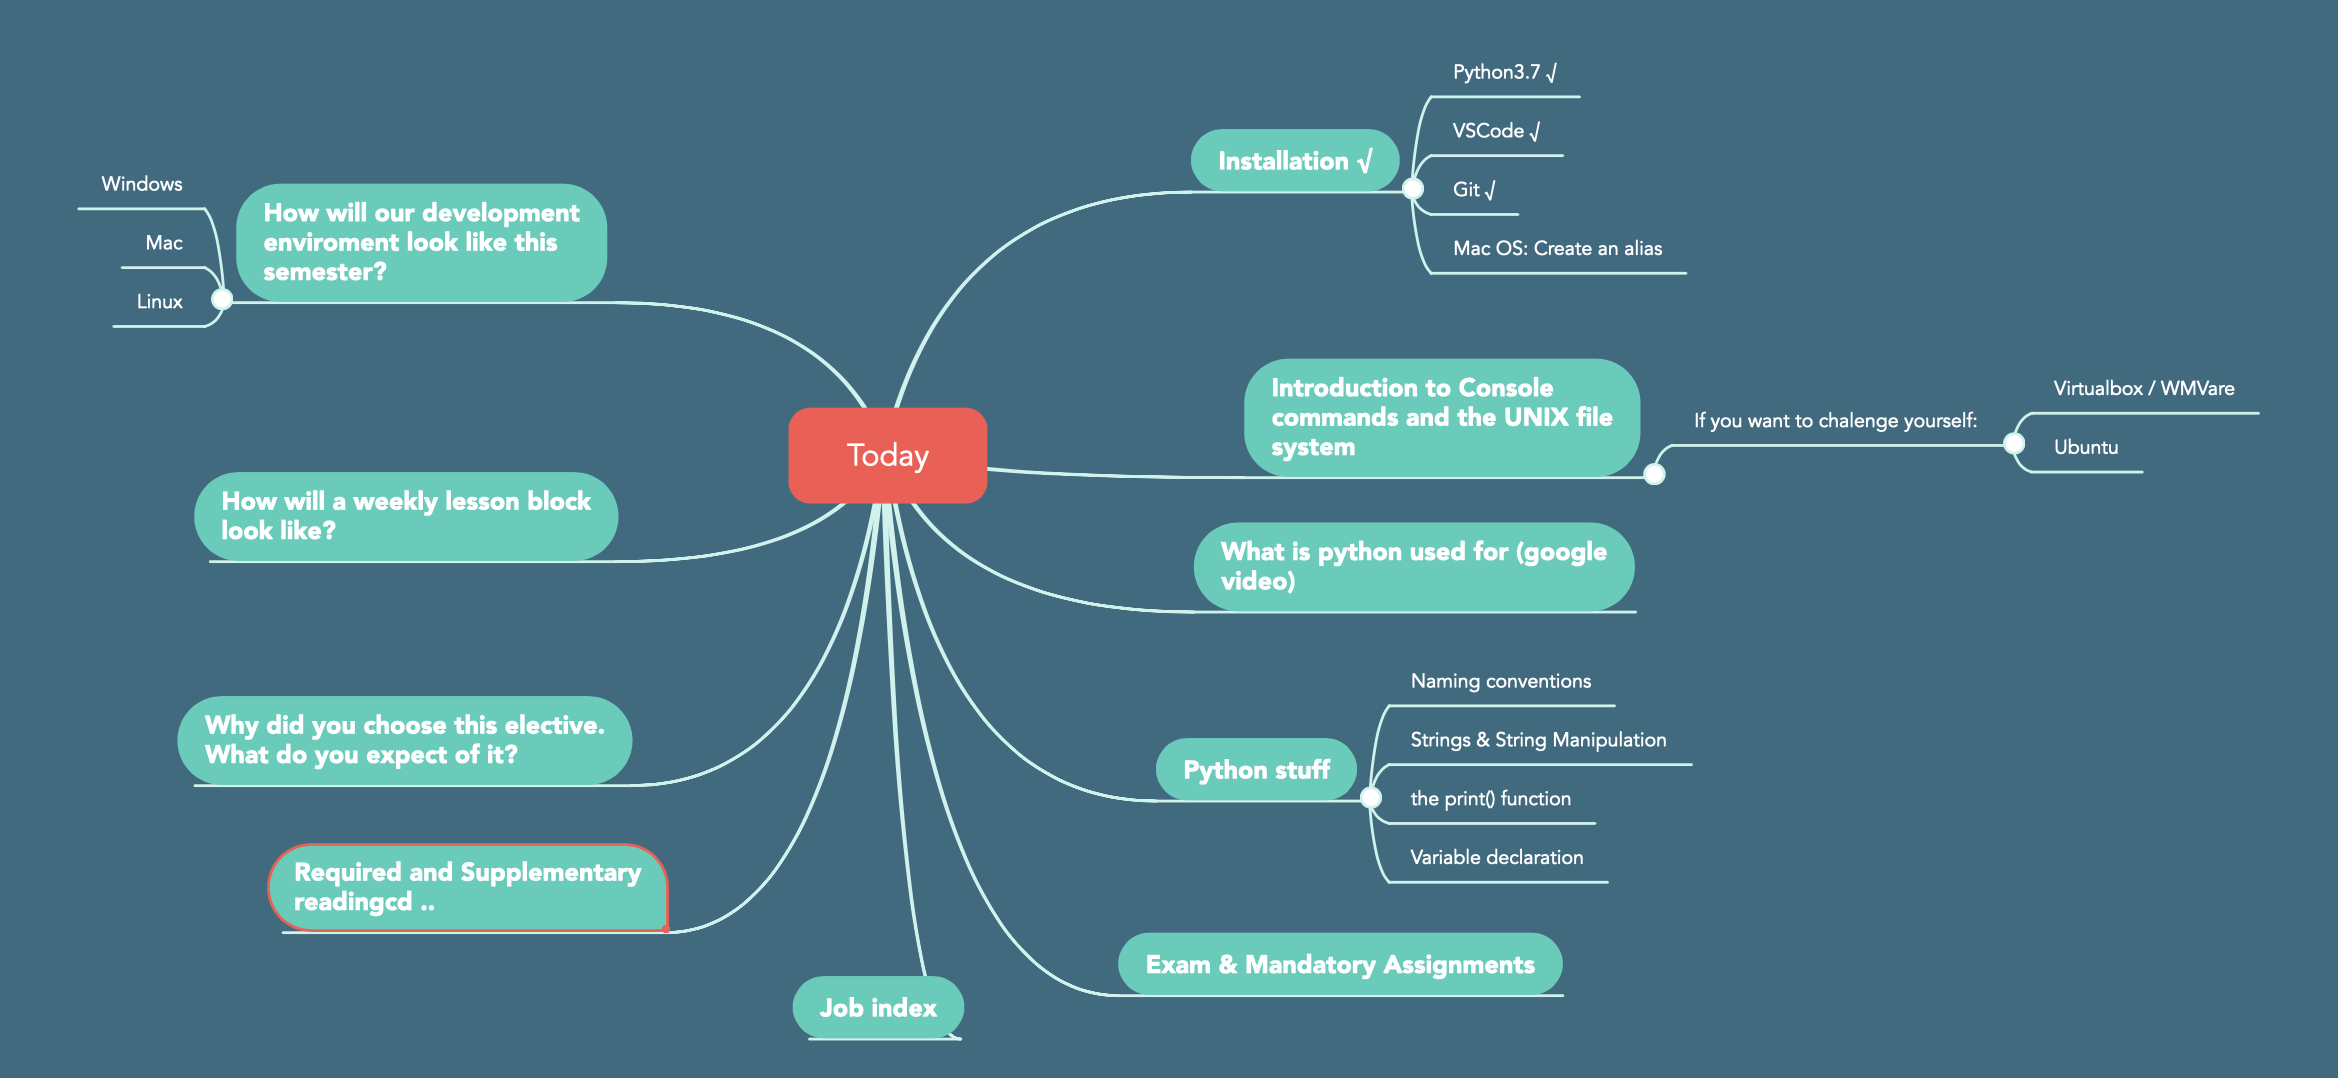 Today
Installation √
Python3.7 √
VSCode √
Git √
Mac OS: Create an alias
Introduction to Console
commands and the UNIX file
system
If you want to chalenge yourself:
Virtualbox / WMVare
Ubuntu
What is python used for (google
video)
Python stuff
Naming conventions
Strings & String Manipulation
the print() function
Variable declaration
Exam & Mandatory Assignments
Job index
Required and Supplementary
readingcd ..
Why did you choose this elective.
What do you expect of it?
How will a weekly lesson block
look like?
How will our development
enviroment look like this
semester?
Windows
Mac
Linux